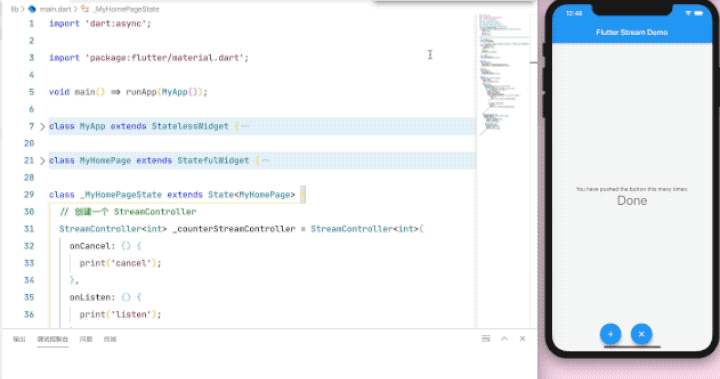 lib > main.dart > _MyHomePageState
1 import 'dart:async';
2
3 import 'package:flutter/material.dart';
4
5 void main() => runApp(MyApp());
6
7 class MyApp extends StatelessWidget {···
20
21 class MyHomePage extends StatefulWidget {···
28
29 class _MyHomePageState extends State<MyHomePage> {
30 // 创建一个 StreamController
31 StreamController<int> _counterStreamController = StreamController<int>(
32 onCancel: () {
33 print('cancel');
34 },
35 onListen: () {
36 print('listen');
输出 调试控制台 问题 终端
12:48
Flutter Stream Demo
You have pushed the button this many times:
Done